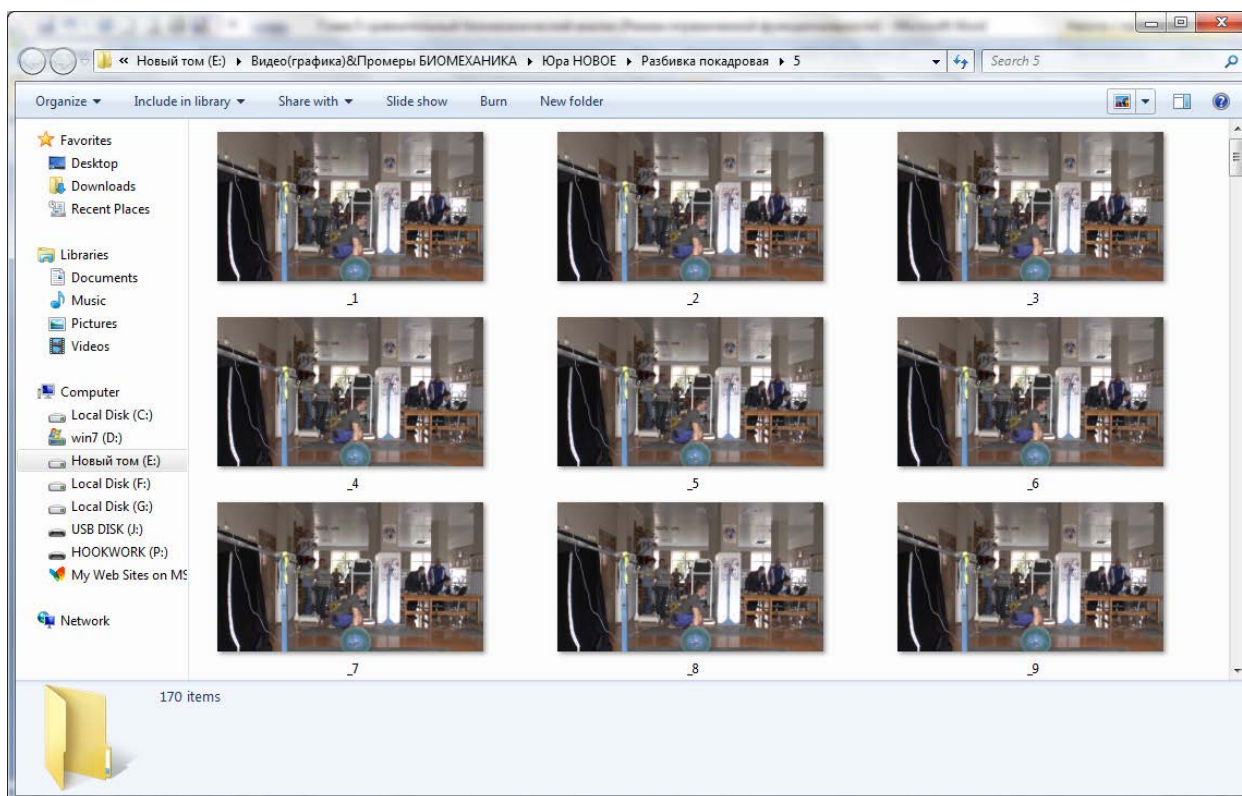 « Новый том (E:) ▸ Видео(графика)&Промеры БИОМЕХАНИКА ▸ Юра НОВОЕ ▸ Разбивка покадровая ▸ 5
Search 5
Organize Include in library Share with Slide show Burn New folder
Favorites
Desktop
Downloads
Recent Places
Libraries
Documents
Music
Pictures
Videos
Computer
Local Disk (C:)
win7 (D:)
Новый том (E:)
Local Disk (F:)
Local Disk (G:)
USB DISK (J:)
HOOKWORK (P:)
My Web Sites on MS
Network
_1 _2 _3
_4 _5 _6
_7 _8 _9
170 items